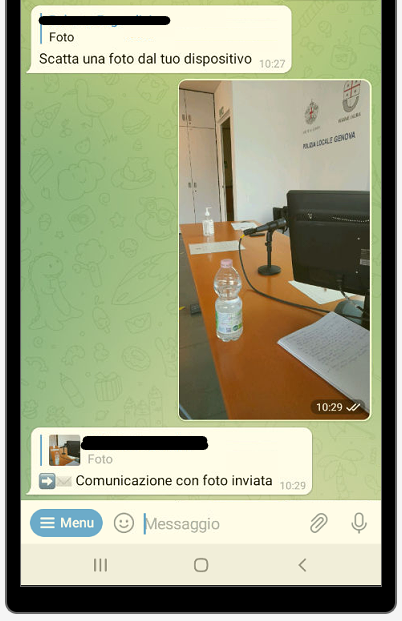 Foto
Scatta una foto dal tuo dispositivo 10:27
POLIZIA LOCALE GENOVA
10:29
Foto
➡️✉️ Comunicazione con foto inviata 10:29
Menu
Messaggio